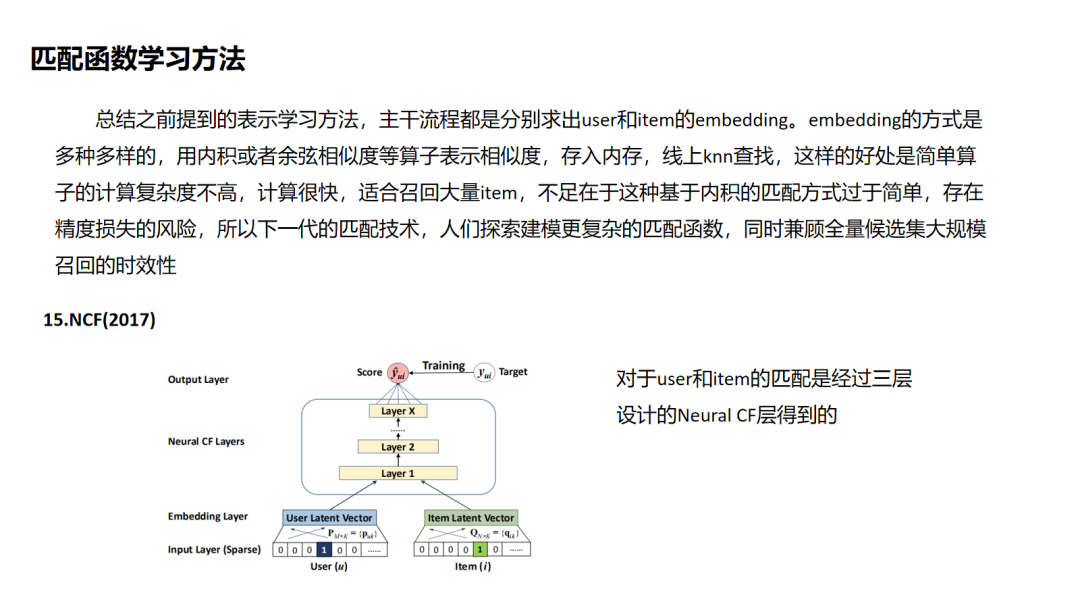 匹配函数学习方法
总结之前提到的表示学习方法，主干流程都是分别求出user和item的embedding。embedding的方式是
多种多样的，用内积或者余弦相似度等算子表示相似度，存入内存，线上knn查找，这样的好处是简单算
子的计算复杂度不高，计算很快，适合召回大量item，不足在于这种基于内积的匹配方式过于简单，存在
精度损失的风险，所以下一代的匹配技术，人们探索建模更复杂的匹配函数，同时兼顾全量候选集大规模
召回的时效性
15.NCF(2017)
Output Layer
Score ŷui Training yui Target
Neural CF Layers
Layer X
......
Layer 2
Layer 1
Embedding Layer
User Latent Vector
Item Latent Vector
P M×K = {p uk}
Q N×K = {q ik}
Input Layer (Sparse)
0 0 0 1 0 0 ......
0 0 0 0 1 0 ......
User (u)
Item (i)
对于user和item的匹配是经过三层
设计的Neural CF层得到的